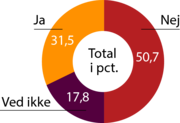 Ja
Nej
31,5
Total
i pct.
50,7
Ved ikke
17,8